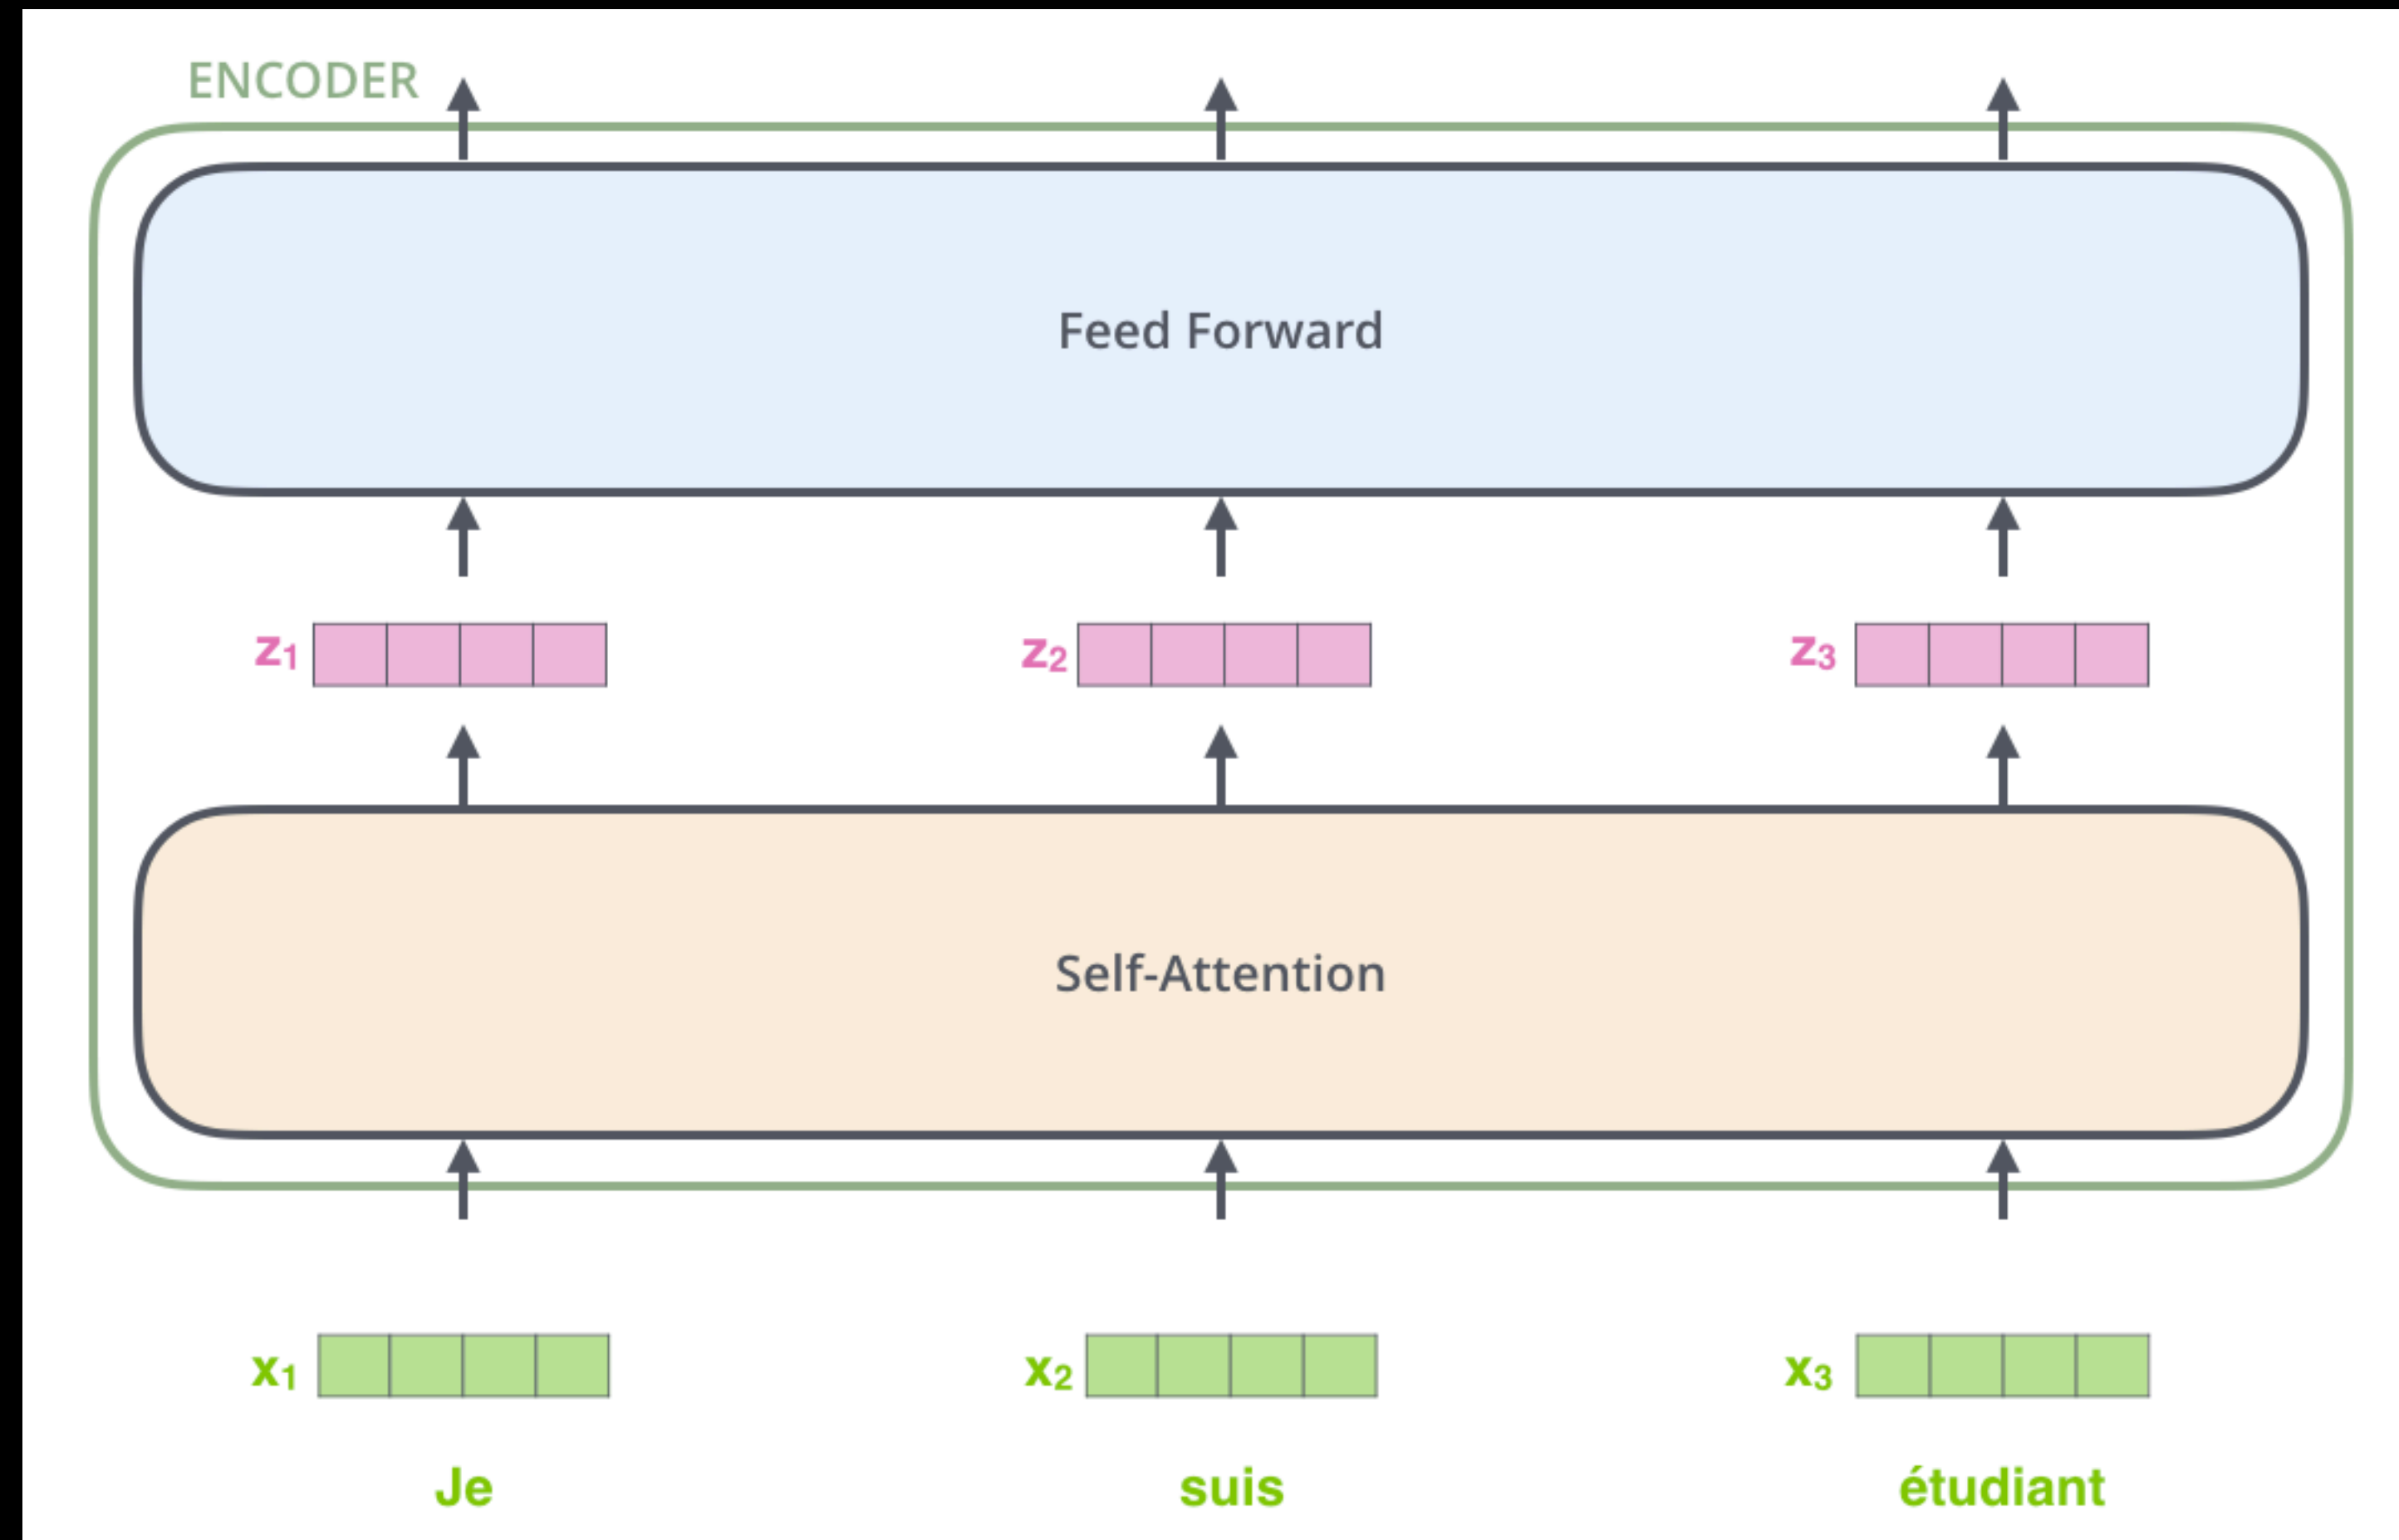 ENCODER
Feed Forward
z₁ z₂ z₃
Self-Attention
x₁ x₂ x₃
Je suis étudiant